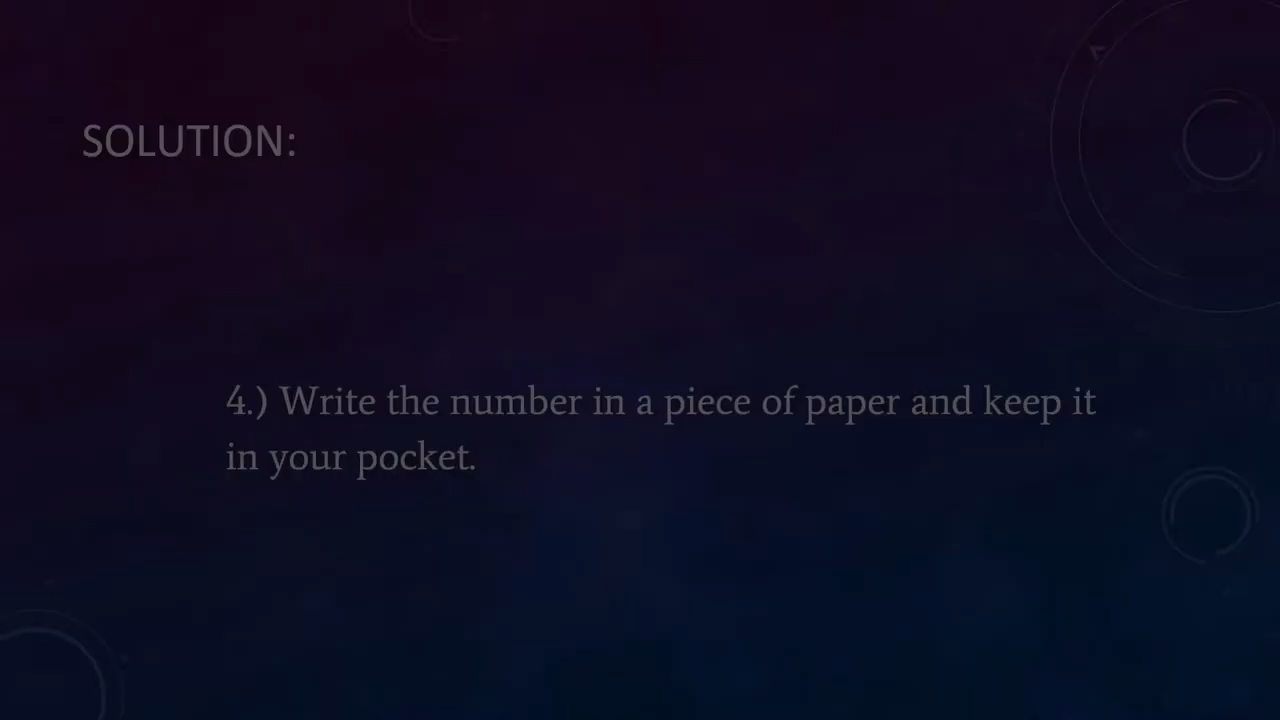 SOLUTION:
4.) Write the number in a piece of paper and keep it
in your pocket.